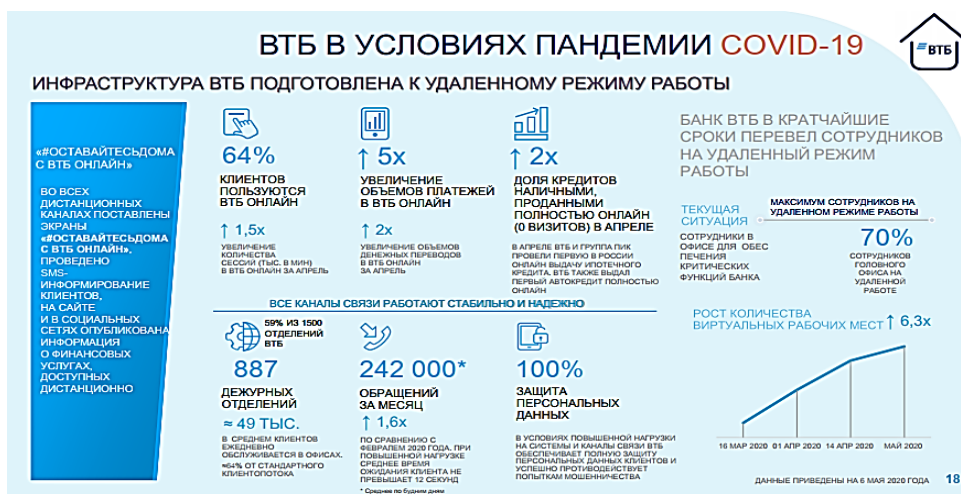 ВТБ В УСЛОВИЯХ ПАНДЕМИИ COVID-19
ВТБ
ИНФРАСТРУКТУРА ВТБ ПОДГОТОВЛЕНА К УДАЛЕННОМУ РЕЖИМУ РАБОТЫ
«#ОСТАВАЙТЕСЬДОМА
С ВТБ ОНЛАЙН»
ВО ВСЕХ
ДИСТАНЦИОННЫХ
КАНАЛАХ ПОСТАВЛЕНЫ
ЭКРАНЫ
«#ОСТАВАЙТЕСЬДОМА
С ВТБ ОНЛАЙН»,
ПРОВЕДЕНО
SMS-
ИНФОРМИРОВАНИЕ
КЛИЕНТОВ,
НА САЙТЕ
И В СОЦИАЛЬНЫХ
СЕТЯХ ОПУБЛИКОВАНА
ИНФОРМАЦИЯ
О ФИНАНСОВЫХ
УСЛУГАХ,
ДОСТУПНЫХ
ДИСТАНЦИОННО
64%
КЛИЕНТОВ
ПОЛЬЗУЮТСЯ
ВТБ ОНЛАЙН
↑ 1,5x
УВЕЛИЧЕНИЕ
КОЛИЧЕСТВА
СЕССИЙ (ТЫС. В МИН)
В ВТБ ОНЛАЙН ЗА АПРЕЛЬ
↑ 5x
УВЕЛИЧЕНИЕ
ОБЪЕМОВ ПЛАТЕЖЕЙ
В ВТБ ОНЛАЙН
↑ 2x
УВЕЛИЧЕНИЕ ОБЪЕМОВ
ДЕНЕЖНЫХ ПЕРЕВОДОВ
В ВТБ ОНЛАЙН
ЗА АПРЕЛЬ
↑ 2x
ДОЛЯ КРЕДИТОВ
НАЛИЧНЫМИ,
ПРОДАННЫМИ
ПОЛНОСТЬЮ ОНЛАЙН
(0 ВИЗИТОВ) В АПРЕЛЕ
В АПРЕЛЕ ВТБ И ГРУППА ПИК
ПРОВЕЛИ ПЕРВУЮ В РОССИИ
ОНЛАЙН ВЫДАЧУ ИПОТЕЧНОГО
КРЕДИТА. ВТБ ТАКЖЕ ВЫДАЛ
ПЕРВЫЙ АВТОКРЕДИТ ПОЛНОСТЬЮ
ОНЛАЙН
ВСЕ КАНАЛЫ СВЯЗИ РАБОТАЮТ СТАБИЛЬНО И НАДЕЖНО
59% ИЗ 1500
ОТДЕЛЕНИЙ
ВТБ
887
ДЕЖУРНЫХ
ОТДЕЛЕНИЙ
≈ 49 ТЫС.
В СРЕДНЕМ КЛИЕНТОВ
ЕЖЕДНЕВНО
ОБСЛУЖИВАЕТСЯ В ОФИСАХ.
≈64% ОТ СТАНДАРТНОГО
КЛИЕНТОПОТОКА
242 000*
ОБРАЩЕНИЙ
ЗА МЕСЯЦ
↑ 1,6x
ПО СРАВНЕНИЮ С
ФЕВРАЛЕМ 2020 ГОДА, ПРИ
ПОВЫШЕННОЙ НАГРУЗКЕ
СРЕДНЕЕ ВРЕМЯ
ОЖИДАНИЯ КЛИЕНТА НЕ
ПРЕВЫШАЕТ 12 СЕКУНД
* Среднее по будним дням
100%
ЗАЩИТА
ПЕРСОНАЛЬНЫХ
ДАННЫХ
В УСЛОВИЯХ ПОВЫШЕННОЙ НАГРУЗКИ
НА СИСТЕМЫ И КАНАЛЫ СВЯЗИ ВТБ
ОБЕСПЕЧИВАЕТ ПОЛНУЮ ЗАЩИТУ
ПЕРСОНАЛЬНЫХ ДАННЫХ КЛИЕНТОВ И
УСПЕШНО ПРОТИВОДЕЙСТВУЕТ
ПОПЫТКАМ МОШЕННИЧЕСТВА
БАНК ВТБ В КРАТЧАЙШИЕ
СРОКИ ПЕРЕВЕЛ СОТРУДНИКОВ
НА УДАЛЕННЫЙ РЕЖИМ
РАБОТЫ
ТЕКУЩАЯ
СИТУАЦИЯ
СОТРУДНИКИ В
ОФИСЕ ДЛЯ ОБЕС
ПЕЧЕНИЯ
КРИТИЧЕСКИХ
ФУНКЦИЙ БАНКА
МАКСИМУМ СОТРУДНИКОВ НА
УДАЛЕННОМ РЕЖИМЕ РАБОТЫ
70%
СОТРУДНИКОВ
ГОЛОВНОГО
ОФИСА НА
УДАЛЕННОЙ
РАБОТЕ
РОСТ КОЛИЧЕСТВА
ВИРТУАЛЬНЫХ РАБОЧИХ МЕСТ ↑ 6,3x
16 МАР 2020 01 АПР 2020 14 АПР 2020 МАЙ 2020
ДАННЫЕ ПРИВЕДЕНЫ НА 6 МАЯ 2020 ГОДА 18